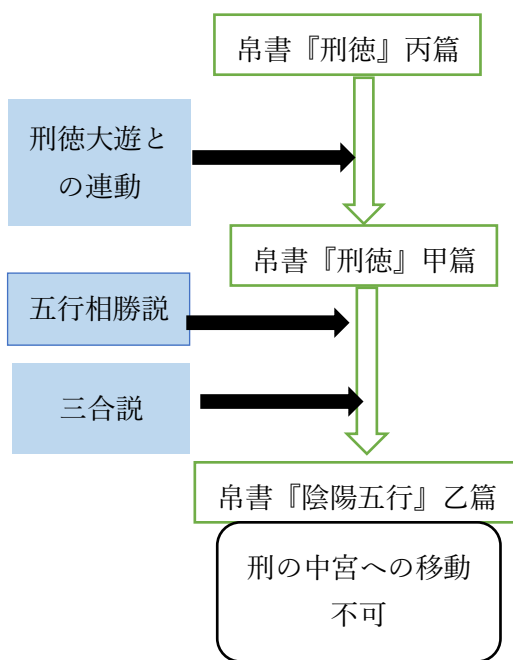 帛書『刑徳』丙篇
刑徳大遊と
の連動
帛書『刑徳』甲篇
五行相勝説
三合説
帛書『陰陽五行』乙篇
刑の中宮への移動
不可